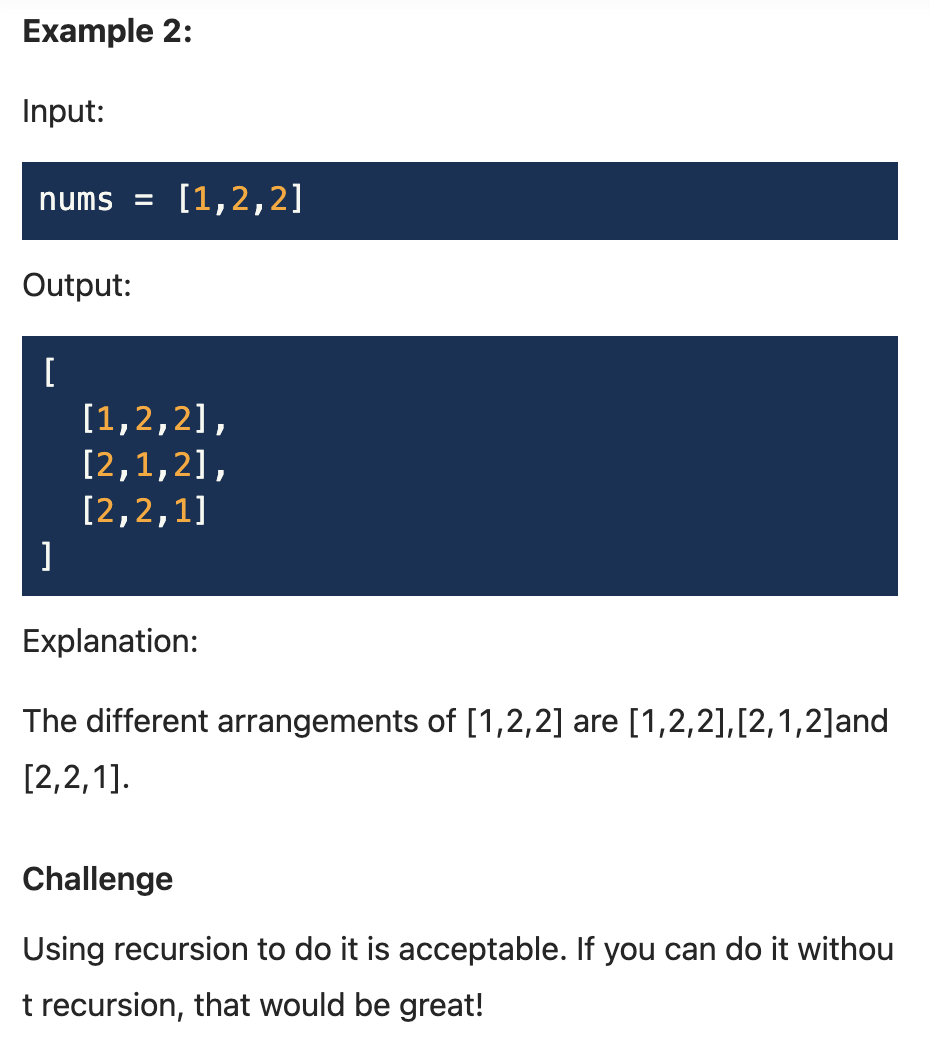 Example 2:
Input:
nums = [1,2,2]
Output:
[
  [1,2,2],
  [2,1,2],
  [2,2,1]
]
Explanation:
The different arrangements of [1,2,2] are [1,2,2],[2,1,2]and
[2,2,1].
Challenge
Using recursion to do it is acceptable. If you can do it withou
t recursion, that would be great!